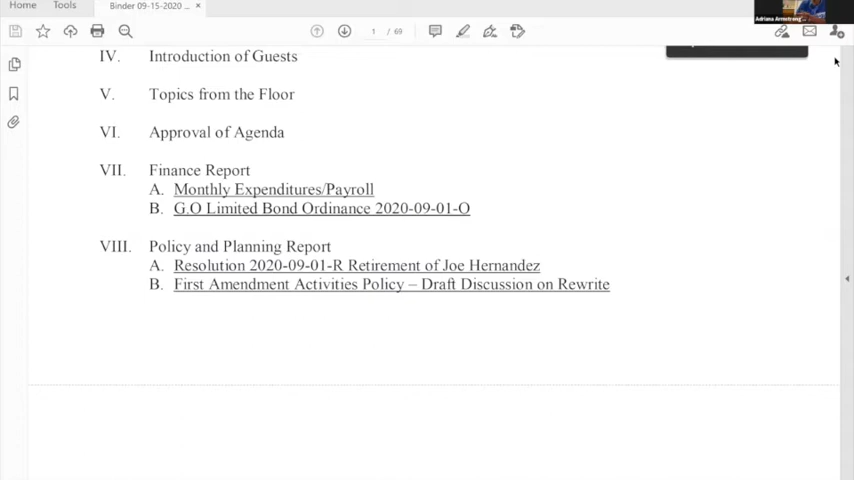 Home Tools Binder 09-15-2020 ... ×
Adriana Armstrong...
1 / 69
IV. Introduction of Guests
V. Topics from the Floor
VI. Approval of Agenda
VII. Finance Report
A. Monthly Expenditures/Payroll
B. G.O Limited Bond Ordinance 2020-09-01-O
VIII. Policy and Planning Report
A. Resolution 2020-09-01-R Retirement of Joe Hernandez
B. First Amendment Activities Policy – Draft Discussion on Rewrite